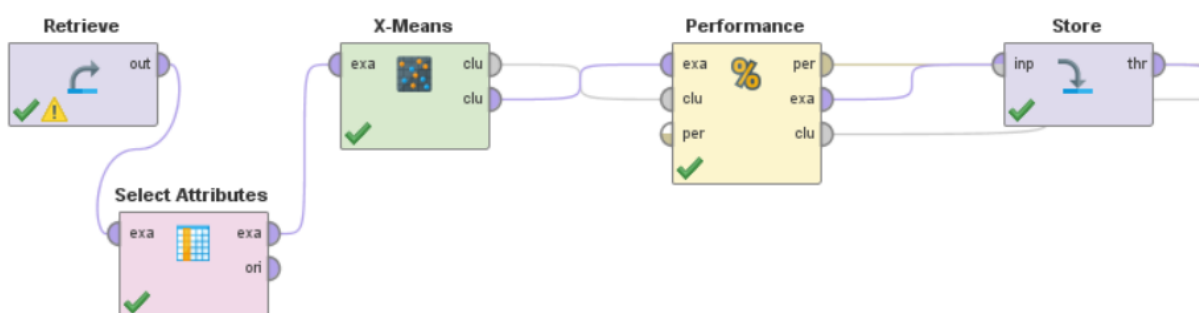 Retrieve
out
X-Means
exa
clu
clu
Performance
%
exa
per
clu
exa
per
clu
Store
inp
thr
Select Attributes
exa
exa
ori